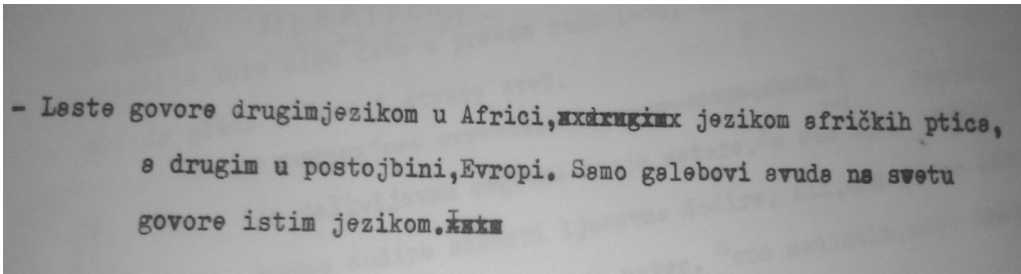 - Laste govore drugimjezikom u Africi, jezikom afričkih ptica,
a drugim u postojbini,Evropi. Samo galebovi svuda na svetu
govore istim jezikom.